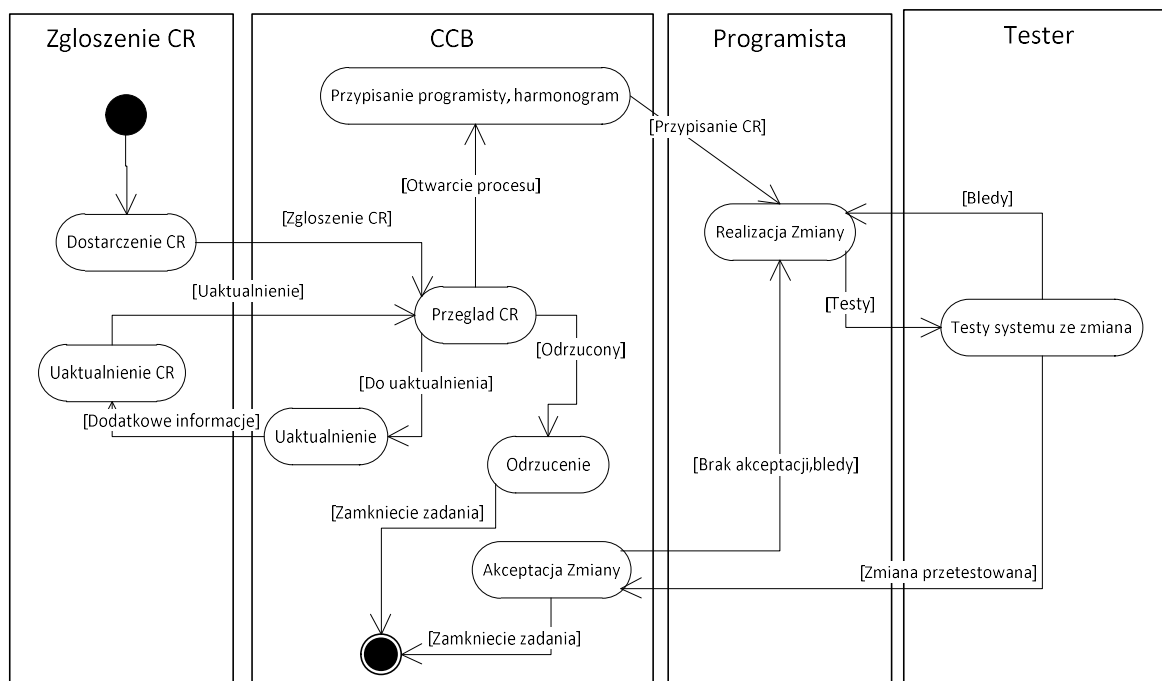 Zgloszenie CR
CCB
Programista
Tester
Przypisanie programisty, harmonogram
[Przypisanie CR]
[Otwarcie procesu]
[Bledy]
[Zgloszenie CR]
Dostarczenie CR
Realizacja Zmiany
[Uaktualnienie]
[Testy]
Przeglad CR
Testy systemu ze zmiana
[Odrzucony]
Uaktualnienie CR
[Do uaktualnienia]
[Dodatkowe informacje]
Uaktualnienie
Odrzucenie
[Brak akceptacji,bledy]
[Zamkniecie zadania]
Akceptacja Zmiany
[Zmiana przetestowana]
[Zamkniecie zadania]